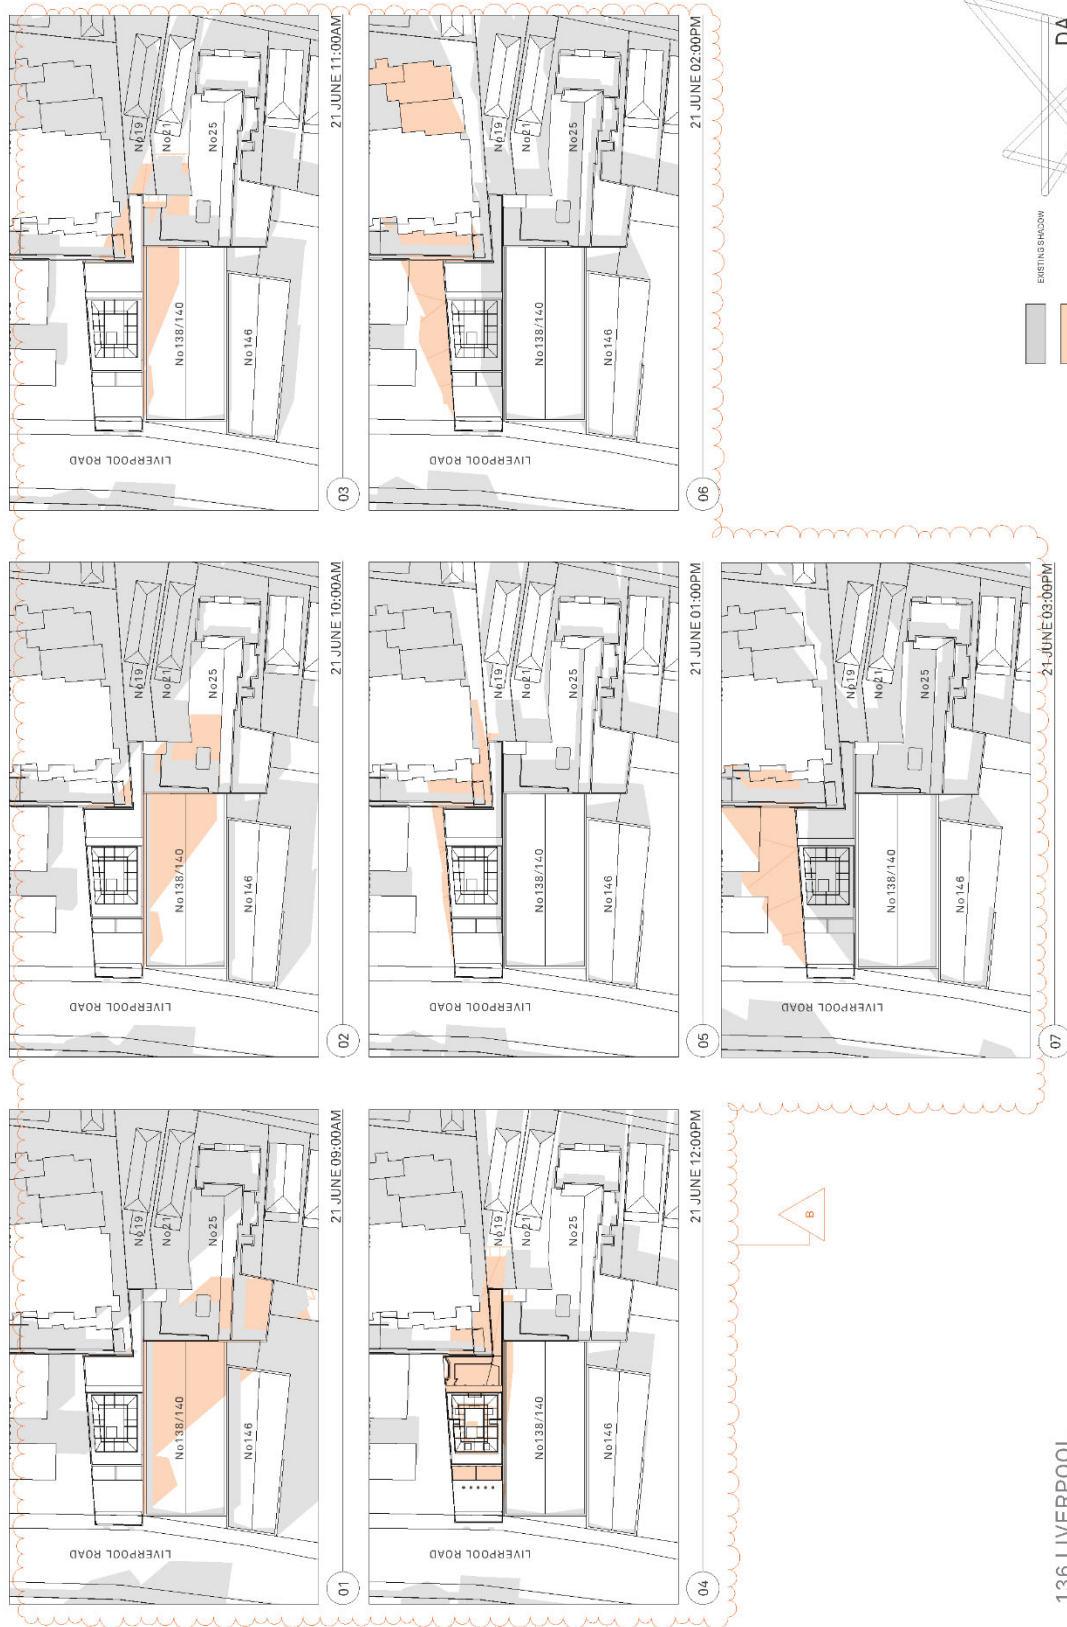 No19
No21
No25
No138/140
No146
LIVERPOOL ROAD
01
21 JUNE 09:00AM
No19
No21
No25
No138/140
No146
LIVERPOOL ROAD
02
21 JUNE 10:00AM
No19
No21
No25
No138/140
No146
LIVERPOOL ROAD
03
21 JUNE 11:00AM
No19
No21
No25
No138/140
No146
LIVERPOOL ROAD
04
21 JUNE 12:00PM
No19
No21
No25
No138/140
No146
LIVERPOOL ROAD
05
21 JUNE 01:00PM
No19
No21
No25
No138/140
No146
LIVERPOOL ROAD
06
21 JUNE 02:00PM
No19
No21
No25
No138/140
No146
LIVERPOOL ROAD
07
21 JUNE 03:00PM
B
EXISTING SHADOW
136 LIVERPOOL
DA